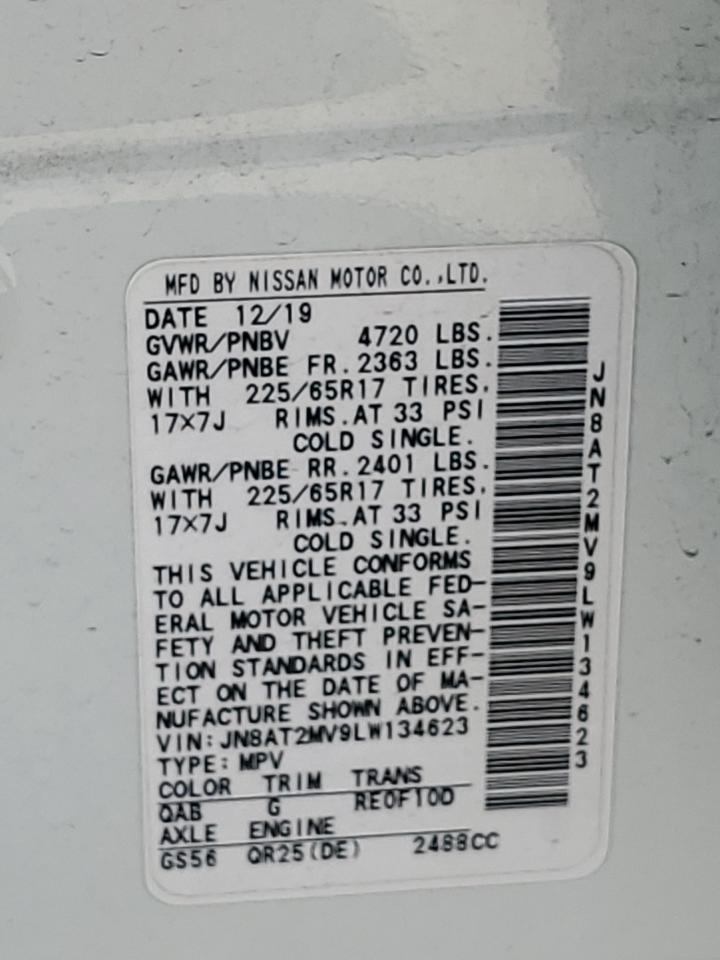 MFD BY NISSAN MOTOR CO.,LTD.
DATE 12/19
GVWR/PNBV 4720 LBS.
GAWR/PNBE FR.2363 LBS.
WITH 225/65R17 TIRES,
17×7J RIMS.AT 33 PSI
COLD SINGLE.
GAWR/PNBE RR.2401 LBS.
WITH 225/65R17 TIRES,
17×7J RIMS.AT 33 PSI
COLD SINGLE.
THIS VEHICLE CONFORMS
TO ALL APPLICABLE FED-
ERAL MOTOR VEHICLE SA-
FETY AND THEFT PREVEN-
TION STANDARDS IN EFF-
ECT ON THE DATE OF MA-
NUFACTURE SHOWN ABOVE.
VIN:JN8AT2MV9LW134623
TYPE:MPV
COLOR TRIM TRANS
QAB G RE0F10D
AXLE ENGINE
GS56 QR25(DE) 2488CC
JN8AT2MV9LW134623